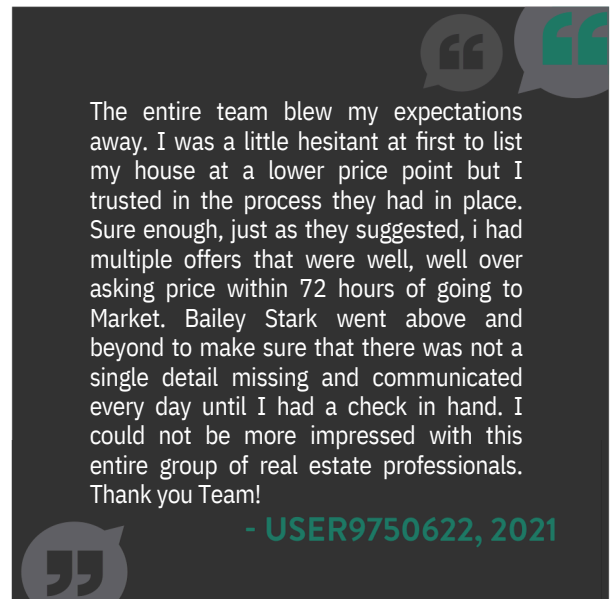 The entire team blew my expectations
away. I was a little hesitant at first to list
my house at a lower price point but I
trusted in the process they had in place.
Sure enough, just as they suggested, i had
multiple offers that were well, well over
asking price within 72 hours of going to
Market. Bailey Stark went above and
beyond to make sure that there was not a
single detail missing and communicated
every day until I had a check in hand. I
could not be more impressed with this
entire group of real estate professionals.
Thank you Team!
- USER9750622, 2021